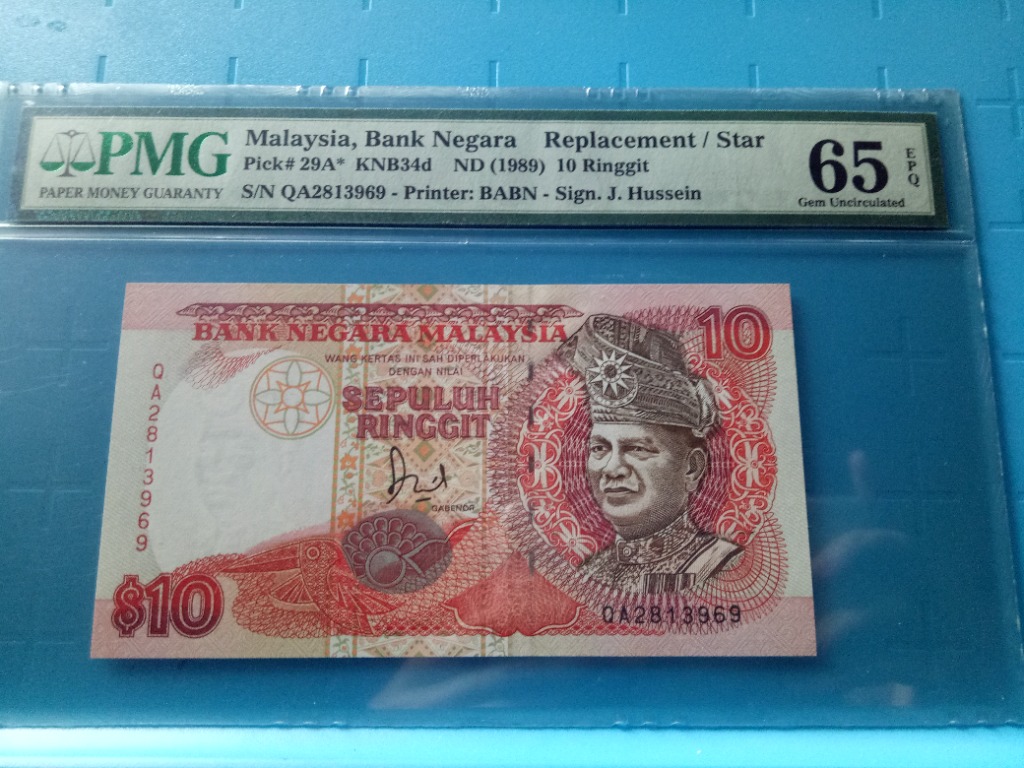 PMG
PAPER MONEY GUARANTY
Malaysia, Bank Negara Replacement / Star
Pick# 29A* KNB34d ND (1989) 10 Ringgit
S/N QA2813969 - Printer: BABN - Sign. J. Hussein
65
EPQ
Gem Uncirculated
BANK NEGARA MALAYSIA
10
WANG KERTAS INI SAH DIPERLAKUKAN
DENGAN NILAI
SEPULUH
RINGGIT
QA2813969
GABENOR
$10
QA2813969